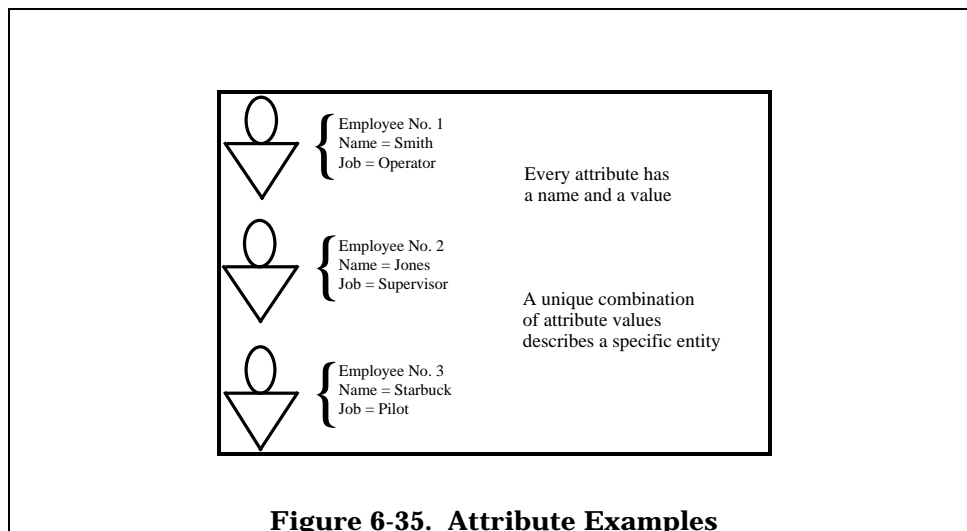 Employee No. 1
Name = Smith
Job = Operator
Every attribute has
a name and a value
Employee No. 2
Name = Jones
Job = Supervisor
A unique combination
of attribute values
describes a specific entity
Employee No. 3
Name = Starbuck
Job = Pilot
Figure 6-35. Attribute Examples